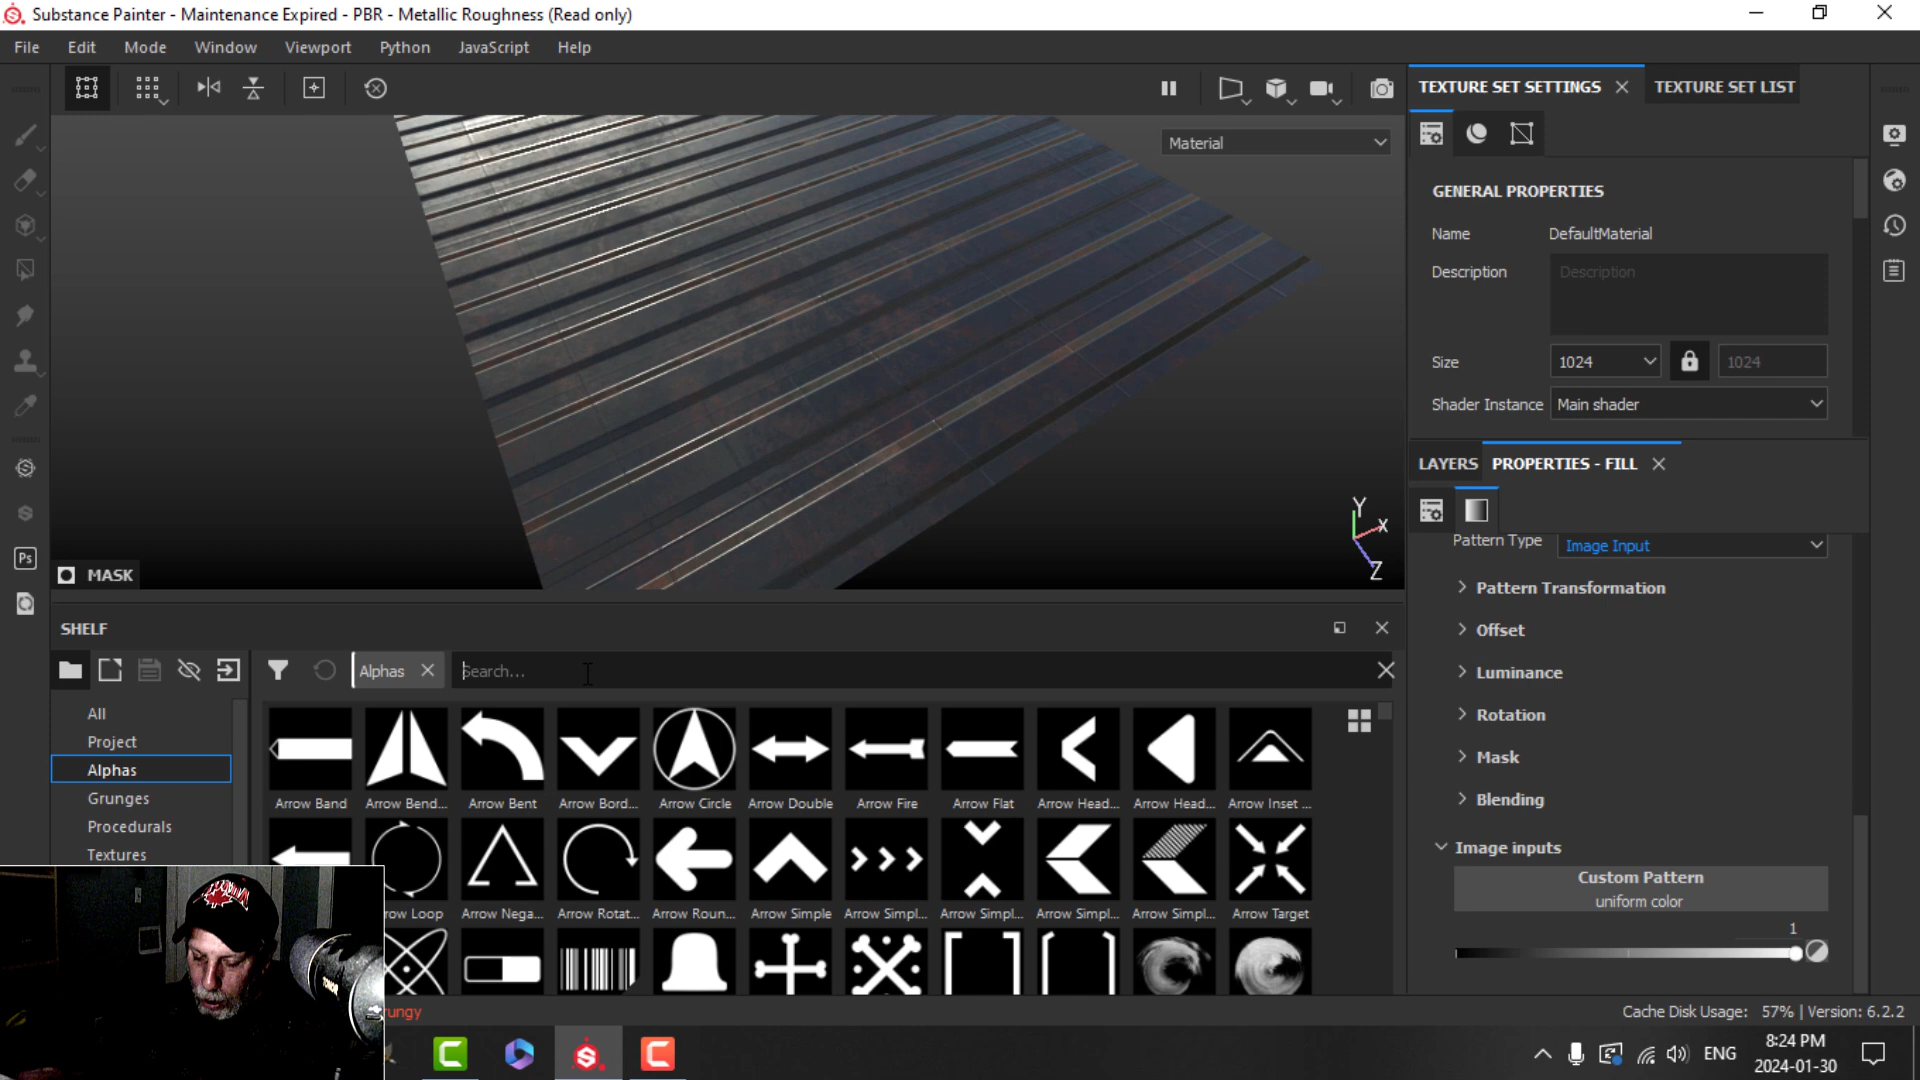 Substance Painter - Maintenance Expired - PBR - Metallic Roughness (Read only)
File Edit Mode Window Viewport Python JavaScript Help
TEXTURE SET SETTINGS TEXTURE SET LIST
Material
GENERAL PROPERTIES
Name DefaultMaterial
Description Description
Size 1024 1024
Shader Instance Main shader
LAYERS PROPERTIES - FILL
Pattern Type Image Input
Y
X
Z
Ps
MASK
Pattern Transformation
SHELF
Offset
Alphas Search...
Luminance
All
Rotation
Project
Mask
Alphas
Grunges
Blending
Arrow Band Arrow Bend... Arrow Bent Arrow Bord... Arrow Circle Arrow Double Arrow Fire Arrow Flat Arrow Head... Arrow Head... Arrow Inset ...
Procedurals
Image inputs
Textures
Custom Pattern
uniform color
row Loop Arrow Nega... Arrow Rotat... Arrow Roun... Arrow Simple Arrow Simpl... Arrow Simpl... Arrow Simpl... Arrow Simpl... Arrow Target
1
rungy
Cache Disk Usage: 57% | Version: 6.2.2
ENG
8:24 PM
2024-01-30